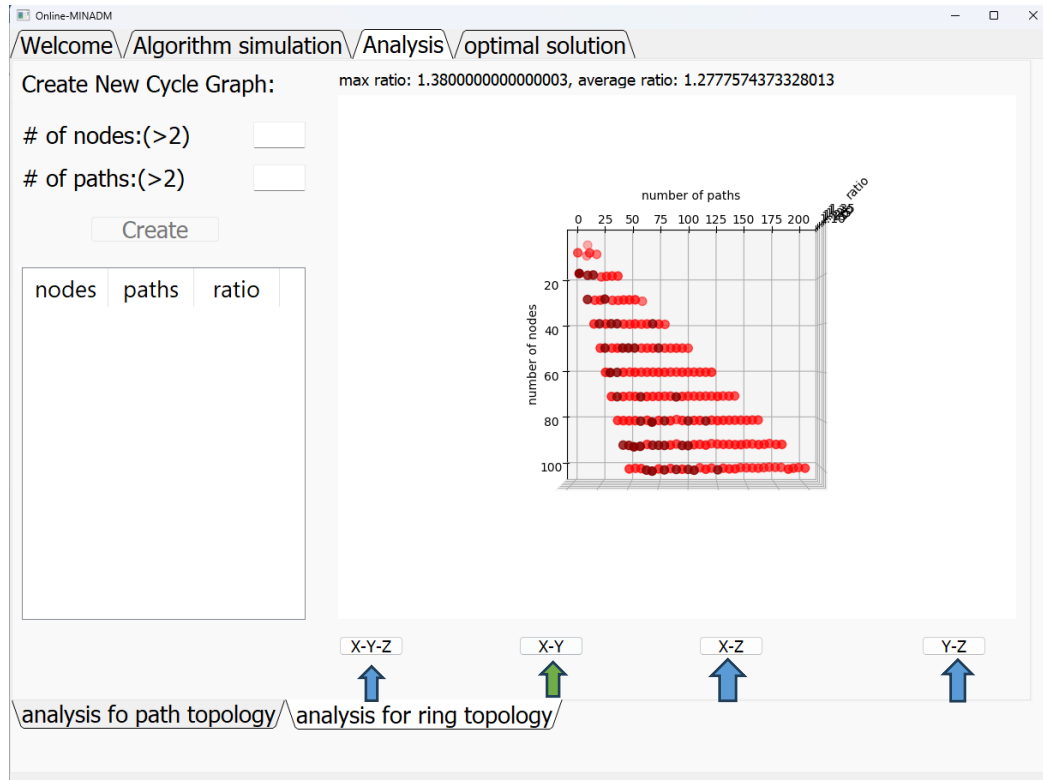 Online-MINADM
Welcome Algorithm simulation Analysis optimal solution
Create New Cycle Graph:
max ratio: 1.3800000000000003, average ratio: 1.2777574373328013
# of nodes:(>2)
# of paths:(>2)
Create
nodes paths ratio
number of paths
ratio
0 25 50 75 100 125 150 175 200
number of nodes
20
40
60
80
100
X-Y-Z X-Y X-Z Y-Z
analysis fo path topology analysis for ring topology